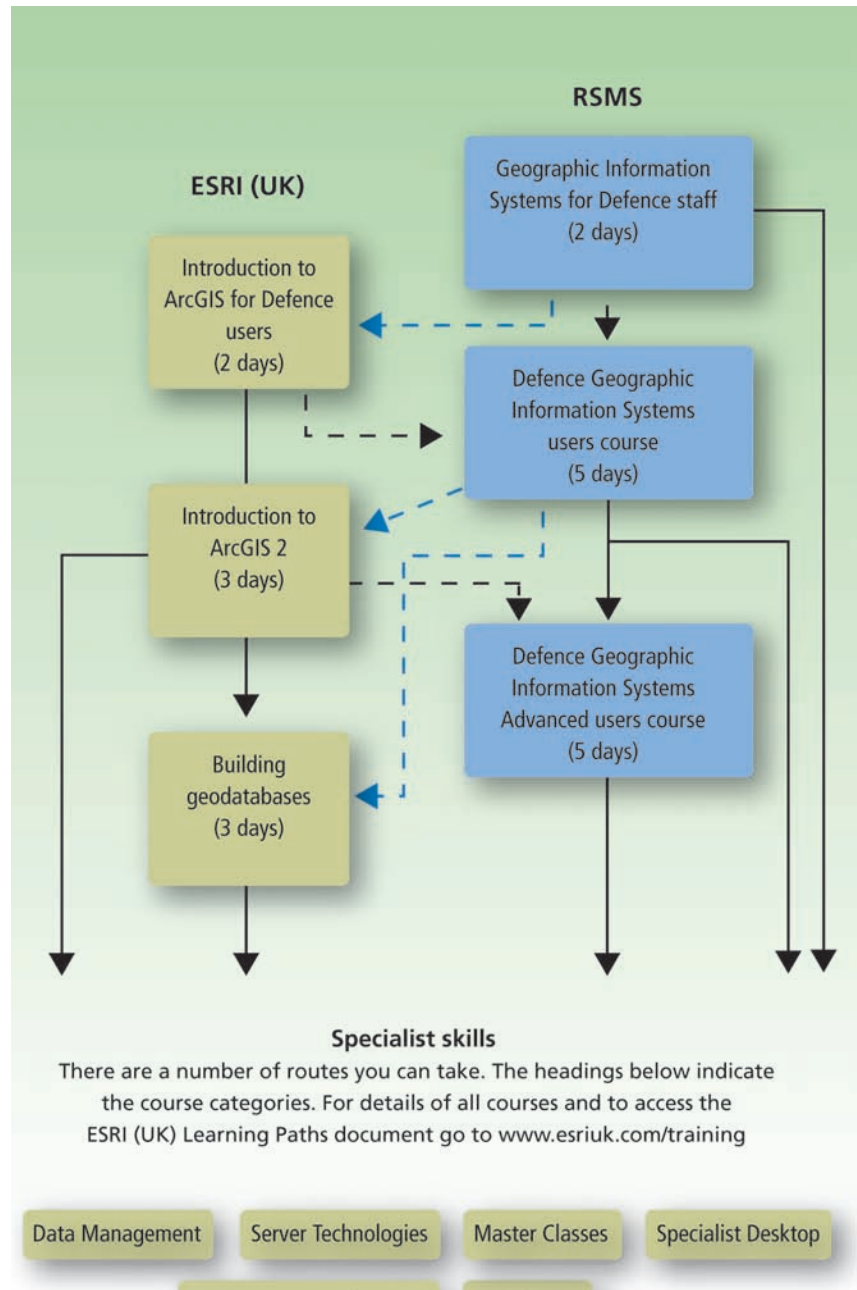 RSMS
Geographic Information
Systems for Defence staff
(2 days)
ESRI (UK)
Introduction to
ArcGIS for Defence
users
(2 days)
Defence Geographic
Information Systems
users course
(5 days)
Introduction to
ArcGIS 2
(3 days)
Defence Geographic
Information Systems
Advanced users course
(5 days)
Building
geodatabases
(3 days)
Specialist skills
There are a number of routes you can take. The headings below indicate
the course categories. For details of all courses and to access the
ESRI (UK) Learning Paths document go to www.esriuk.com/training
Data Management
Server Technologies
Master Classes
Specialist Desktop